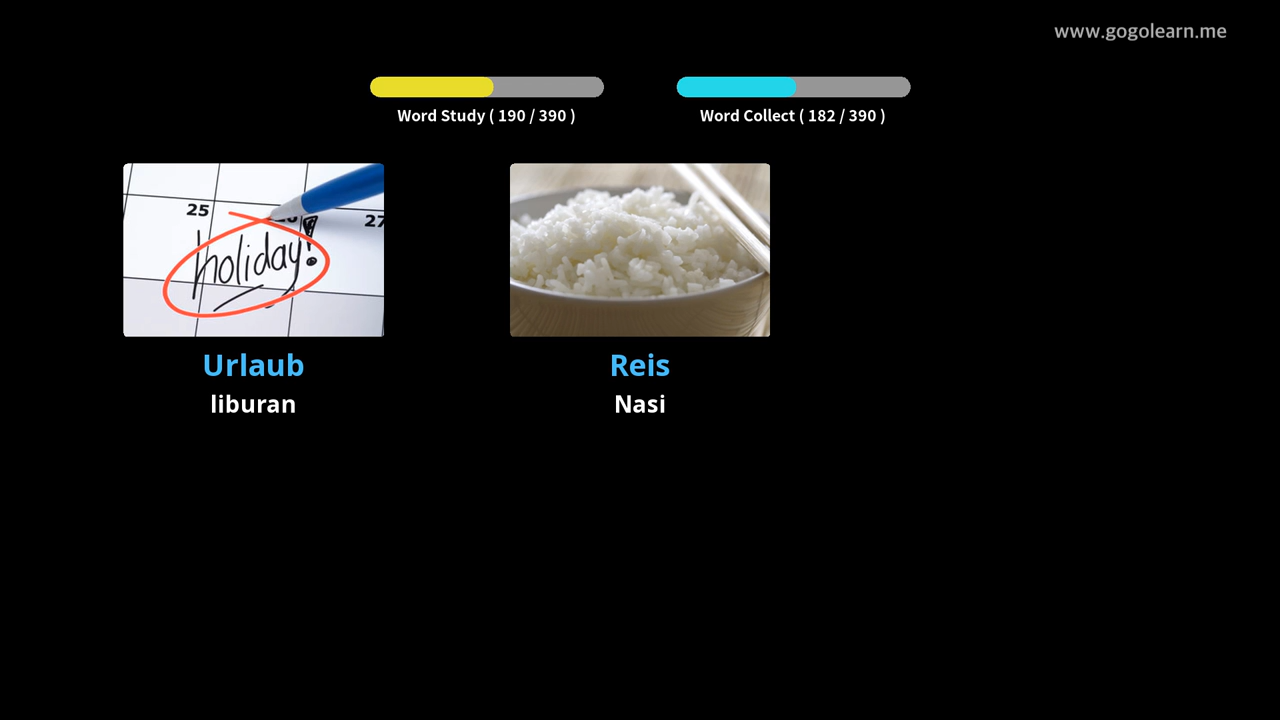 www.gogolearn.me
Word Study ( 190 / 390 )
Word Collect ( 182 / 390 )
25
27
holiday!
Urlaub
liburan
Reis
Nasi